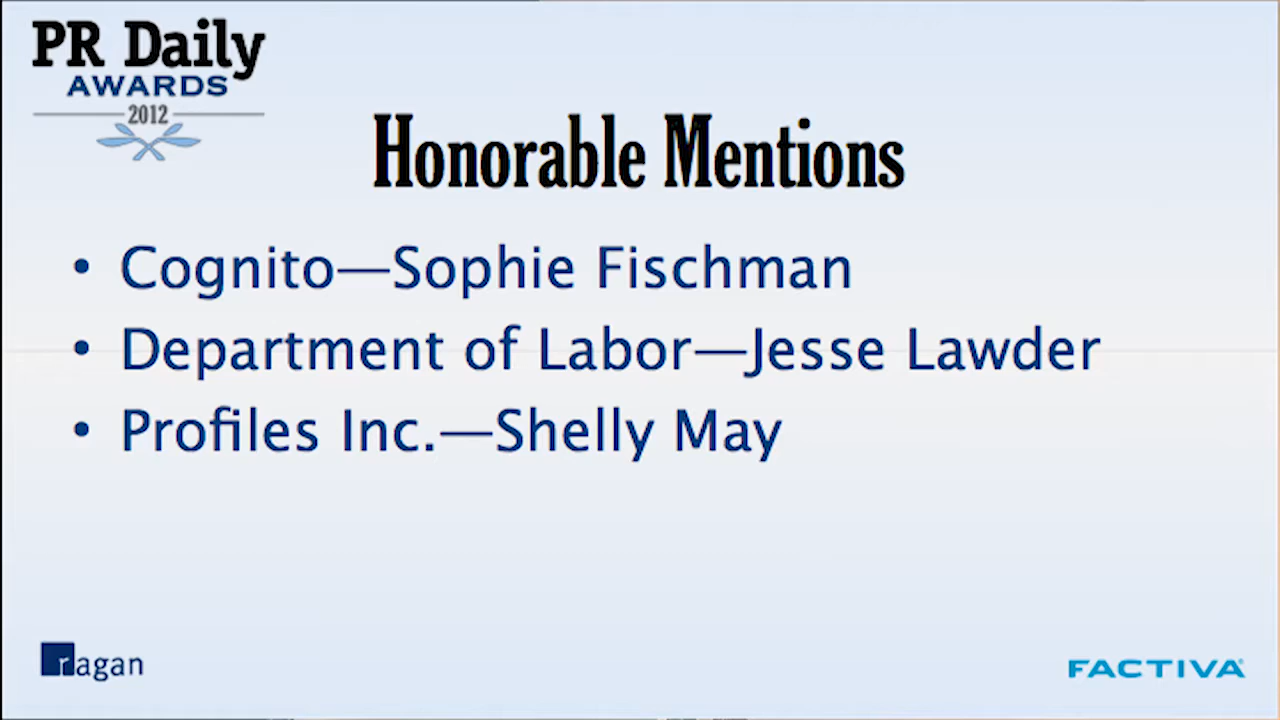 PR Daily
AWARDS
2012
Honorable Mentions
• Cognito—Sophie Fischman
• Department of Labor—Jesse Lawder
• Profiles Inc.—Shelly May
ragan
FACTIVA®